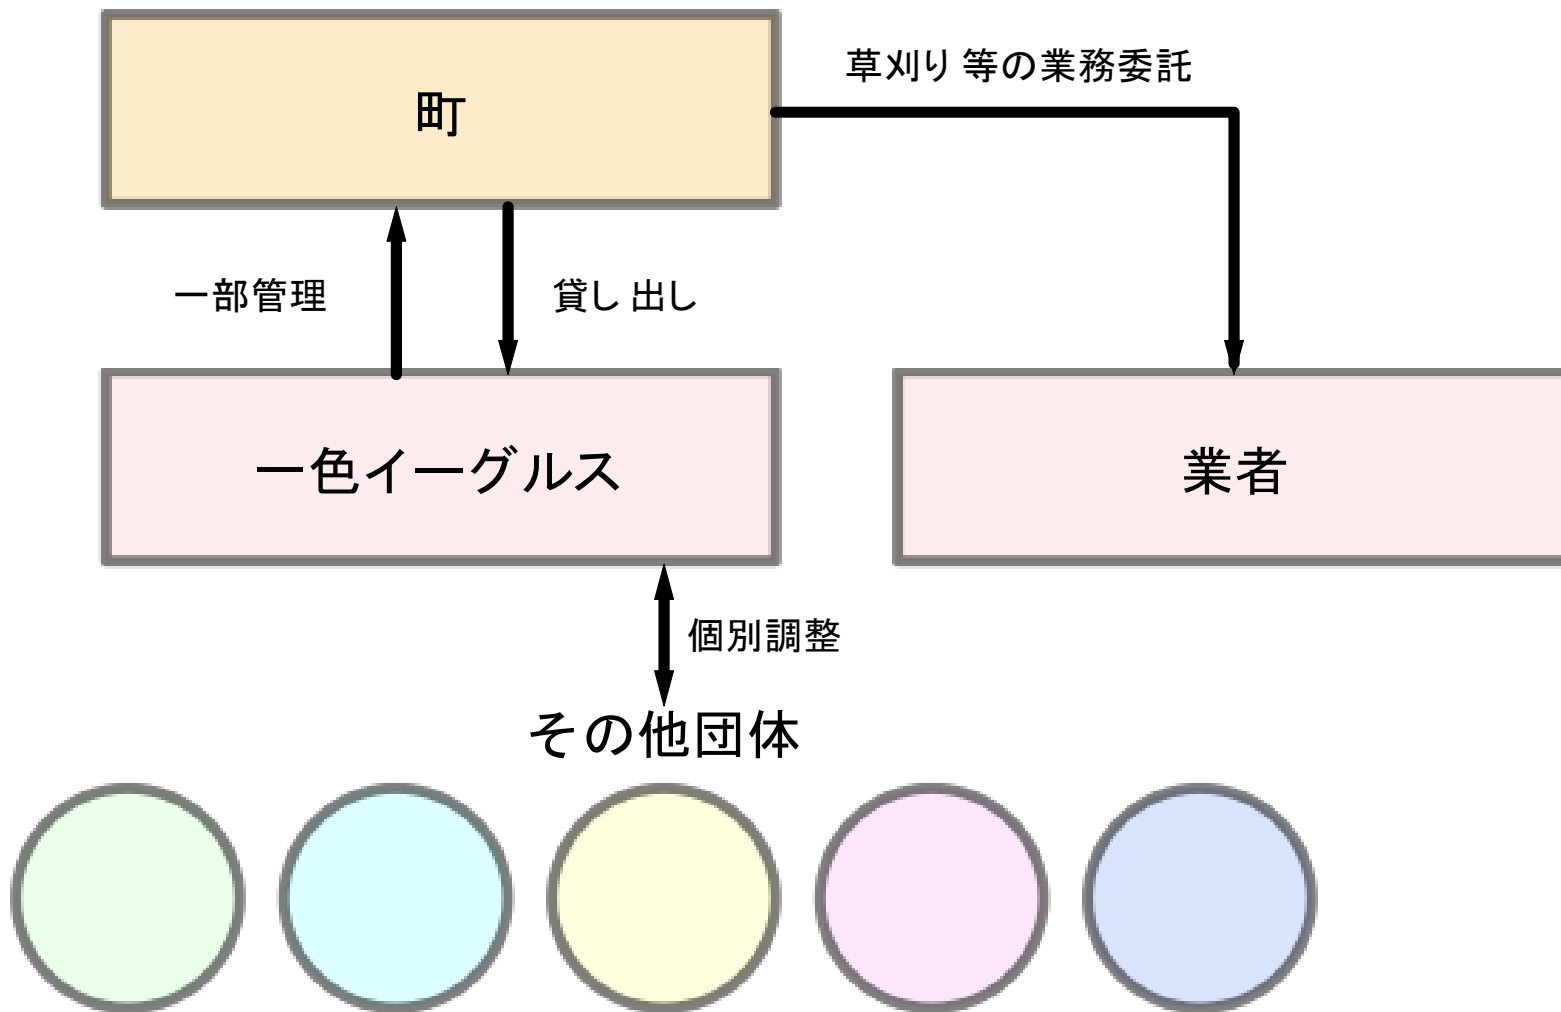 草刈り等の業務委託
町
一部管理
貸し出し
一色イーグルス
業者
個別調整
その他団体